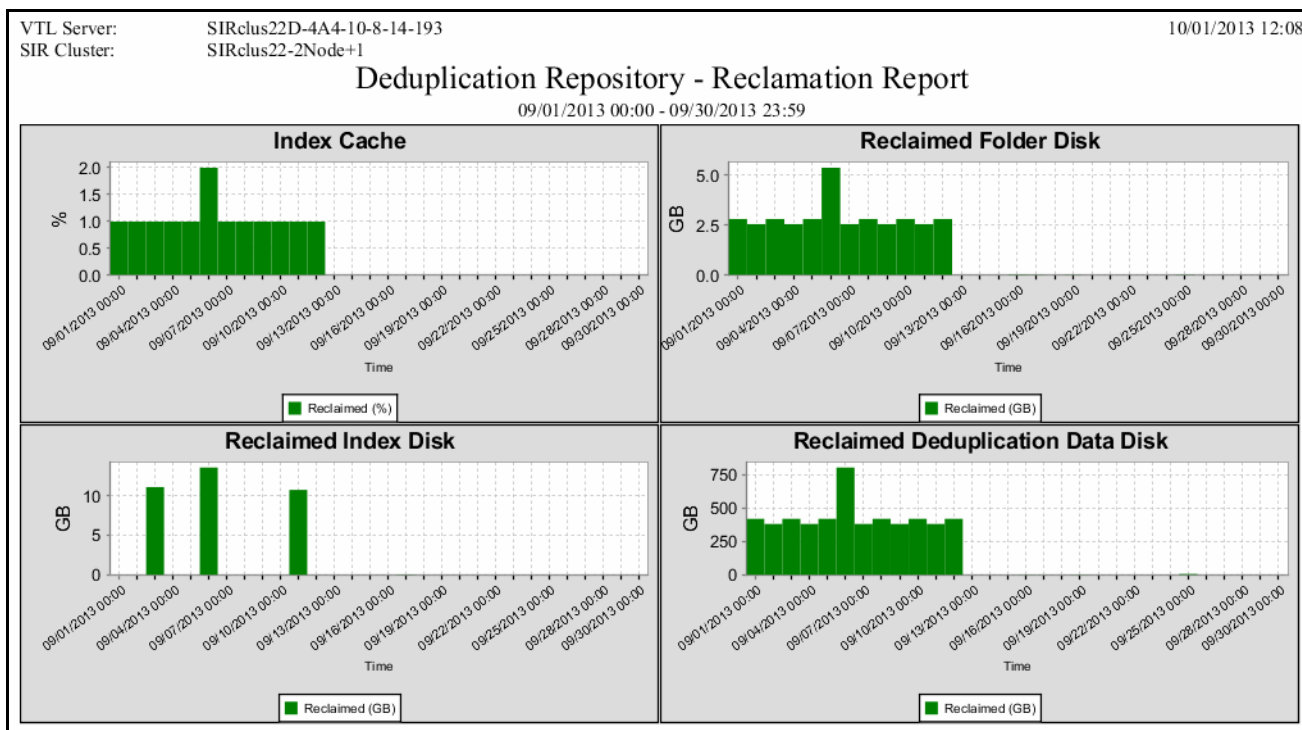 VTL Server: SIRclus22D-4A4-10-8-14-193 10/01/2013 12:08
SIR Cluster: SIRclus22-2Node+1
Deduplication Repository - Reclamation Report
09/01/2013 00:00 - 09/30/2013 23:59
Index Cache
%
2.0
1.5
1.0
0.5
0.0
09/01/2013 00:00 09/04/2013 00:00 09/07/2013 00:00 09/10/2013 00:00 09/13/2013 00:00 09/16/2013 00:00 09/19/2013 00:00 09/22/2013 00:00 09/25/2013 00:00 09/28/2013 00:00 09/30/2013 00:00
Time
Reclaimed (%)
Reclaimed Folder Disk
GB
5.0
2.5
0.0
09/01/2013 00:00 09/04/2013 00:00 09/07/2013 00:00 09/10/2013 00:00 09/13/2013 00:00 09/16/2013 00:00 09/19/2013 00:00 09/22/2013 00:00 09/25/2013 00:00 09/28/2013 00:00 09/30/2013 00:00
Time
Reclaimed (GB)
Reclaimed Index Disk
GB
10
5
0
09/01/2013 00:00 09/04/2013 00:00 09/07/2013 00:00 09/10/2013 00:00 09/13/2013 00:00 09/16/2013 00:00 09/19/2013 00:00 09/22/2013 00:00 09/25/2013 00:00 09/28/2013 00:00 09/30/2013 00:00
Time
Reclaimed (GB)
Reclaimed Deduplication Data Disk
GB
750
500
250
0
09/01/2013 00:00 09/04/2013 00:00 09/07/2013 00:00 09/10/2013 00:00 09/13/2013 00:00 09/16/2013 00:00 09/19/2013 00:00 09/22/2013 00:00 09/25/2013 00:00 09/28/2013 00:00 09/30/2013 00:00
Time
Reclaimed (GB)